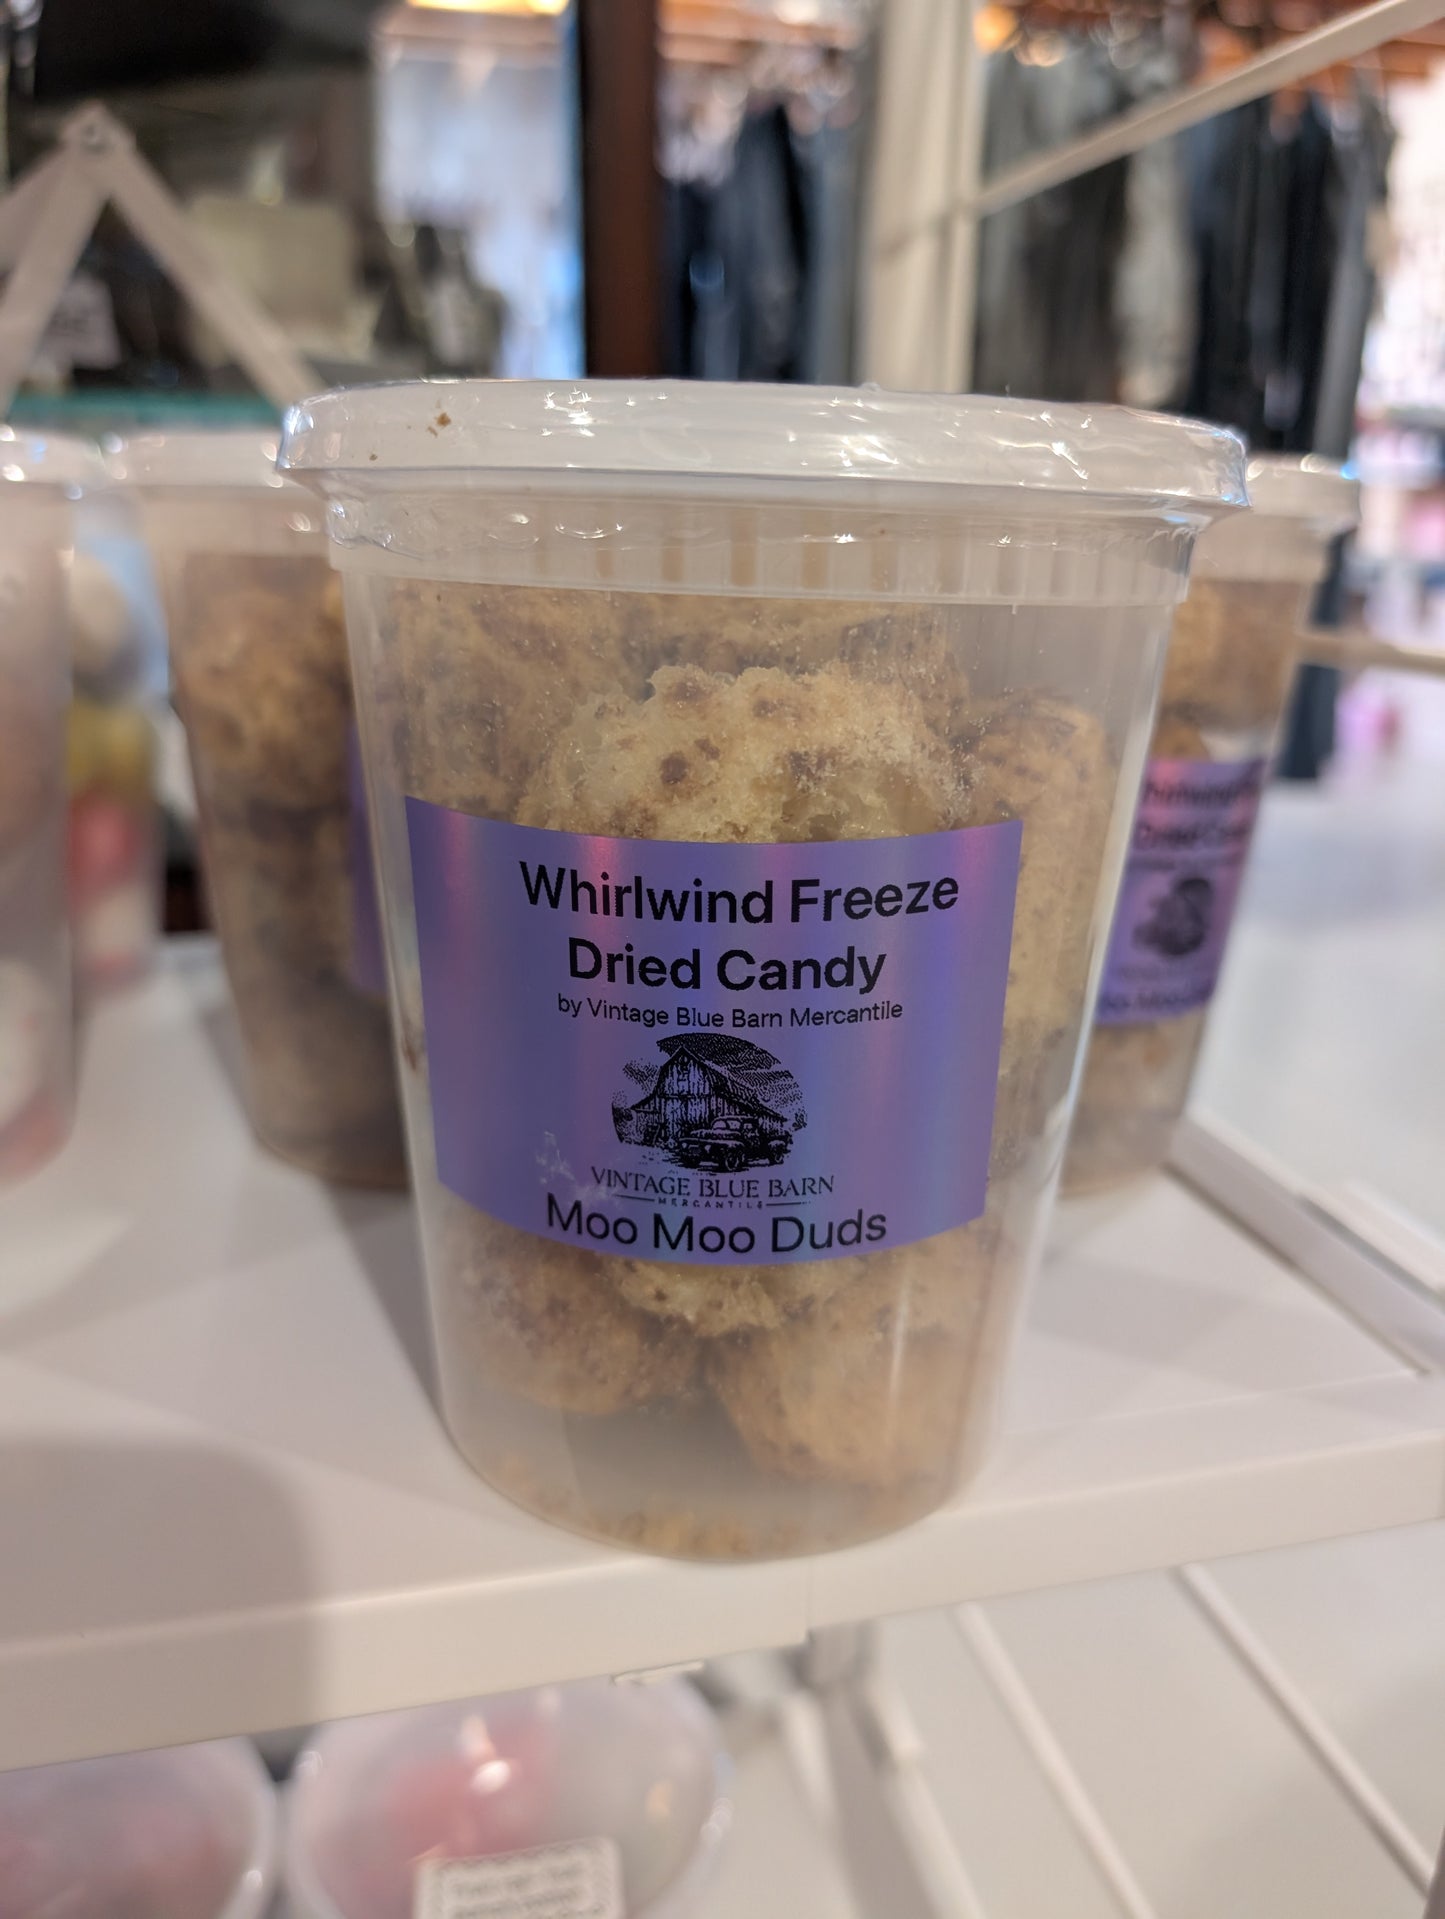 Whirlwind Freeze
Dried Candy
by Vintage Blue Barn Mercantile
VINTAGE BLUE BARN
MERCANTILE
Moo Moo Duds